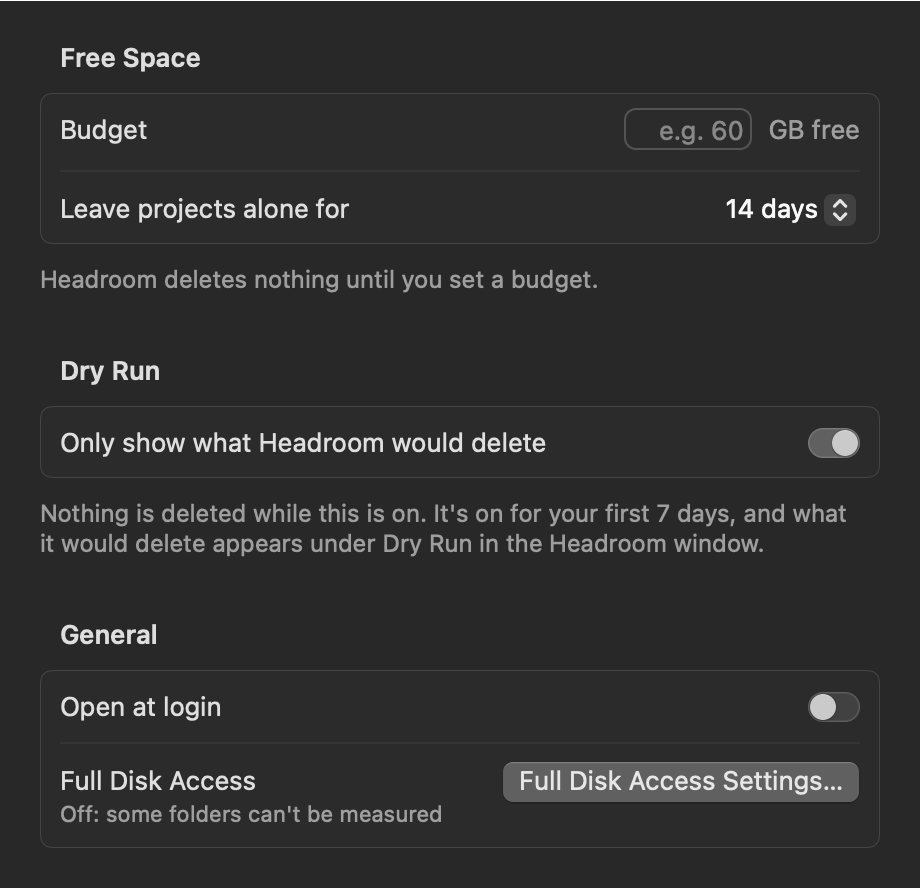 Free Space
Budget
e.g. 60 GB free
Leave projects alone for
14 days
Headroom deletes nothing until you set a budget.
Dry Run
Only show what Headroom would delete
Nothing is deleted while this is on. It's on for your first 7 days, and what
it would delete appears under Dry Run in the Headroom window.
General
Open at login
Full Disk Access
Full Disk Access Settings...
Off: some folders can't be measured